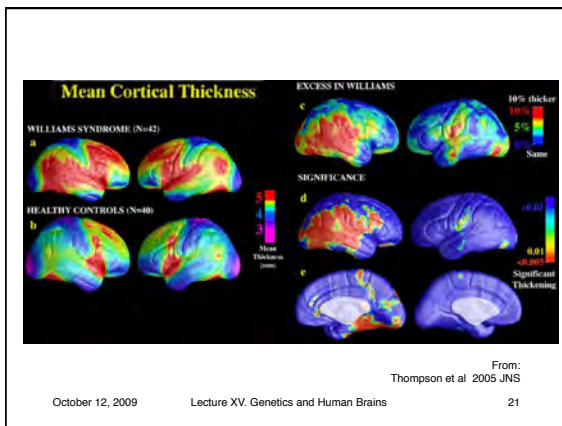 Mean Cortical Thickness
WILLIAMS SYNDROME (N=42)
a
HEALTHY CONTROLS (N=40)
b
5
4
3
Mean
Thickness
(mm)
EXCESS IN WILLIAMS
c
10% thicker
10%
5%
0%
Same
SIGNIFICANCE
d
0.01
<0.005
Significant
Thickening
e
From:
Thompson et al 2005 JNS
October 12, 2009
Lecture XV. Genetics and Human Brains
21